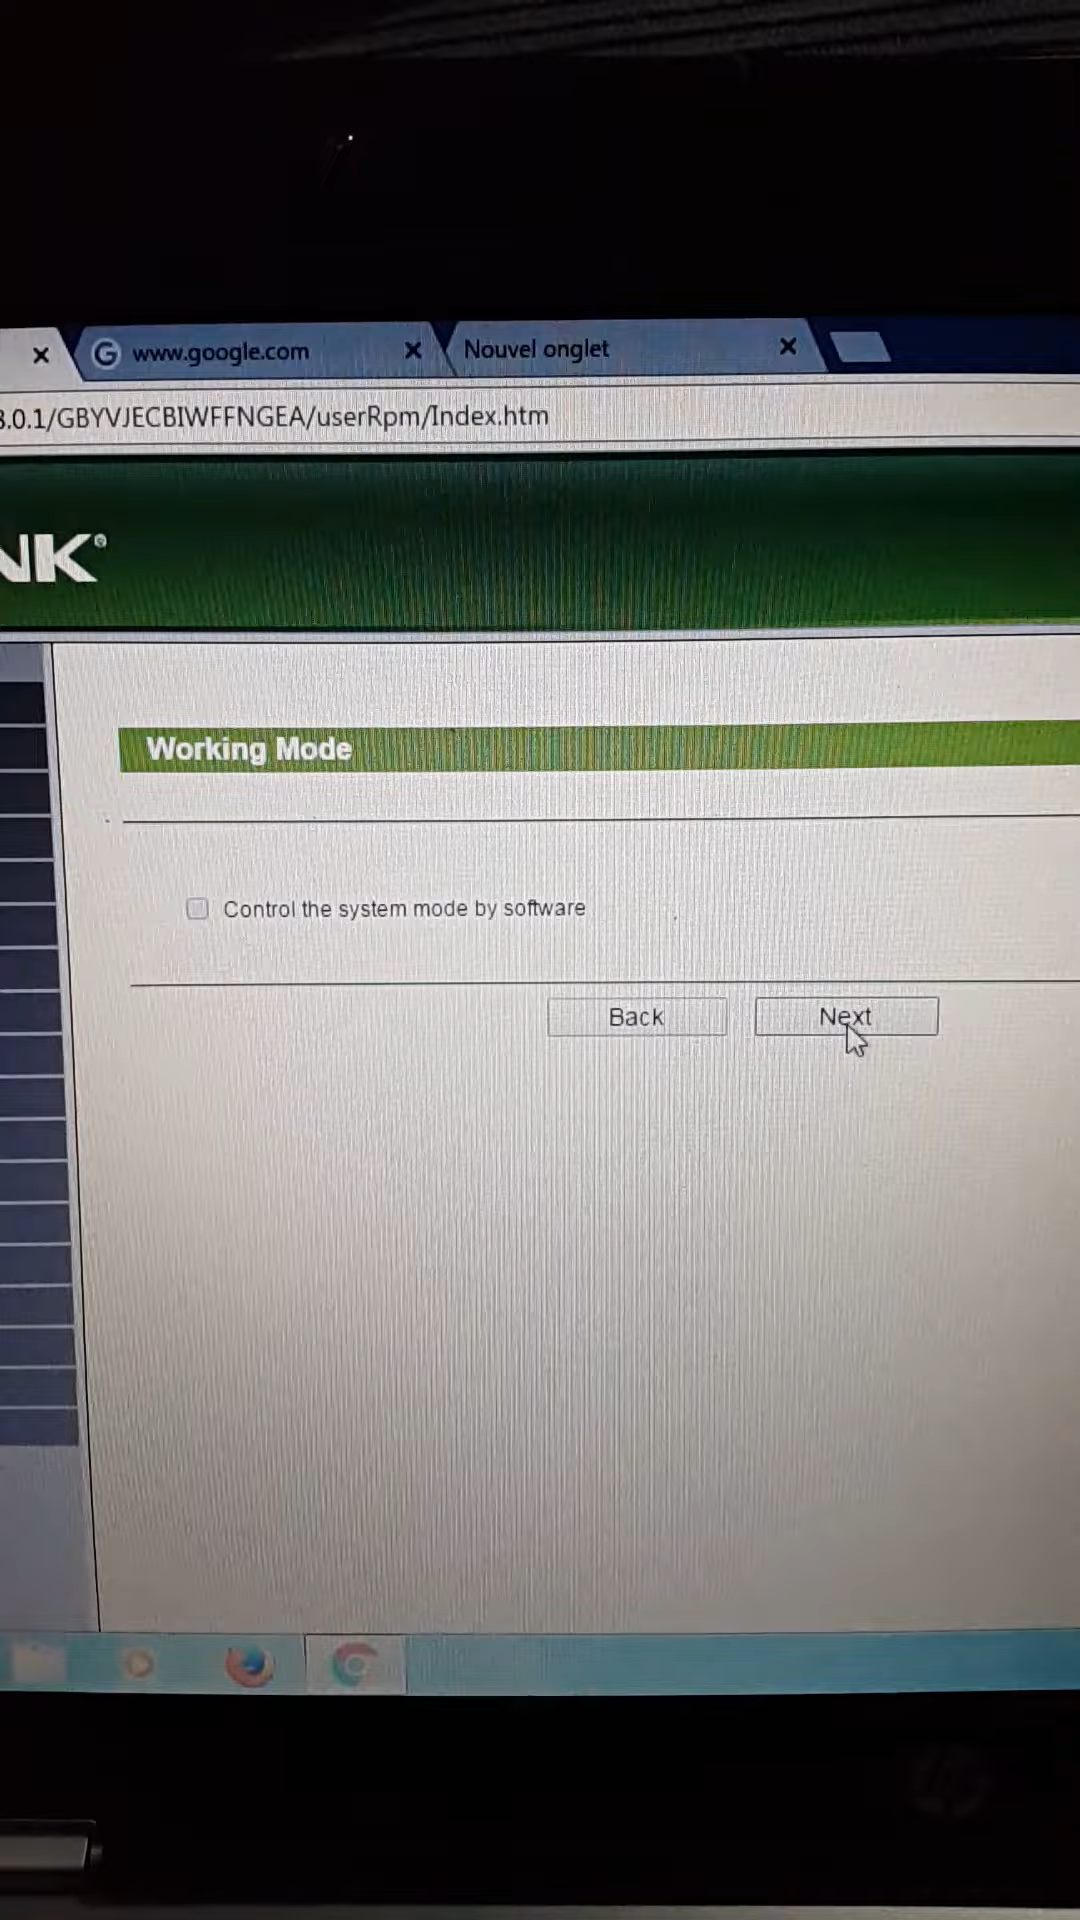 www.google.com
Nouvel onglet
8.0.1/GBYVJECBIWFFNGEA/userRpm/Index.htm
NK®
Working Mode
Control the system mode by software
Back
Next